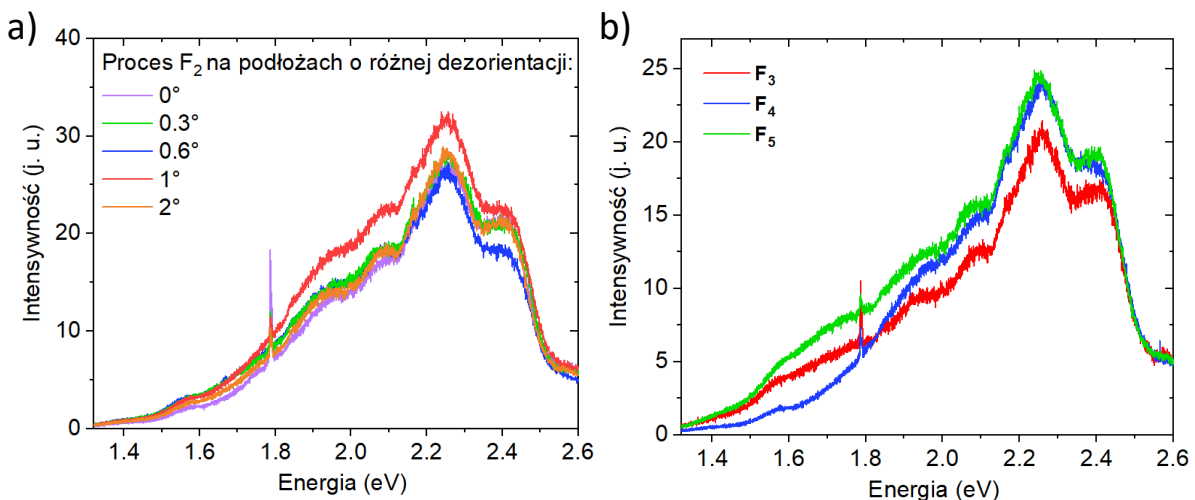 a)
40
30
20
10
0
Intensywność (j. u.)
Proces F₂ na podłożach o różnej dezorientacji:
0°
0.3°
0.6°
1°
2°
1.4 1.6 1.8 2.0 2.2 2.4 2.6
Energia (eV)
b)
25
20
15
10
5
0
Intensywność (j. u.)
F₃
F₄
F₅
1.4 1.6 1.8 2.0 2.2 2.4 2.6
Energia (eV)